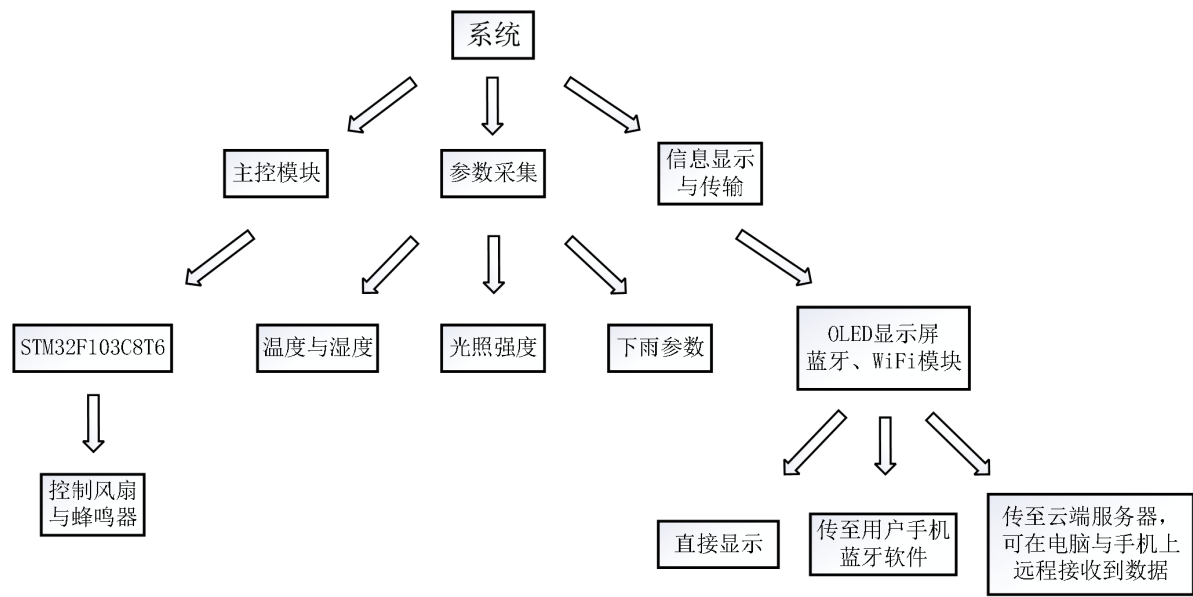 系统
主控模块
参数采集
信息显示
与传输
STM32F103C8T6
温度与湿度
光照强度
下雨参数
OLED显示屏
蓝牙、WiFi模块
控制风扇
与蜂鸣器
直接显示
传至用户手机
蓝牙软件
传至云端服务器，
可在电脑与手机上
远程接收到数据